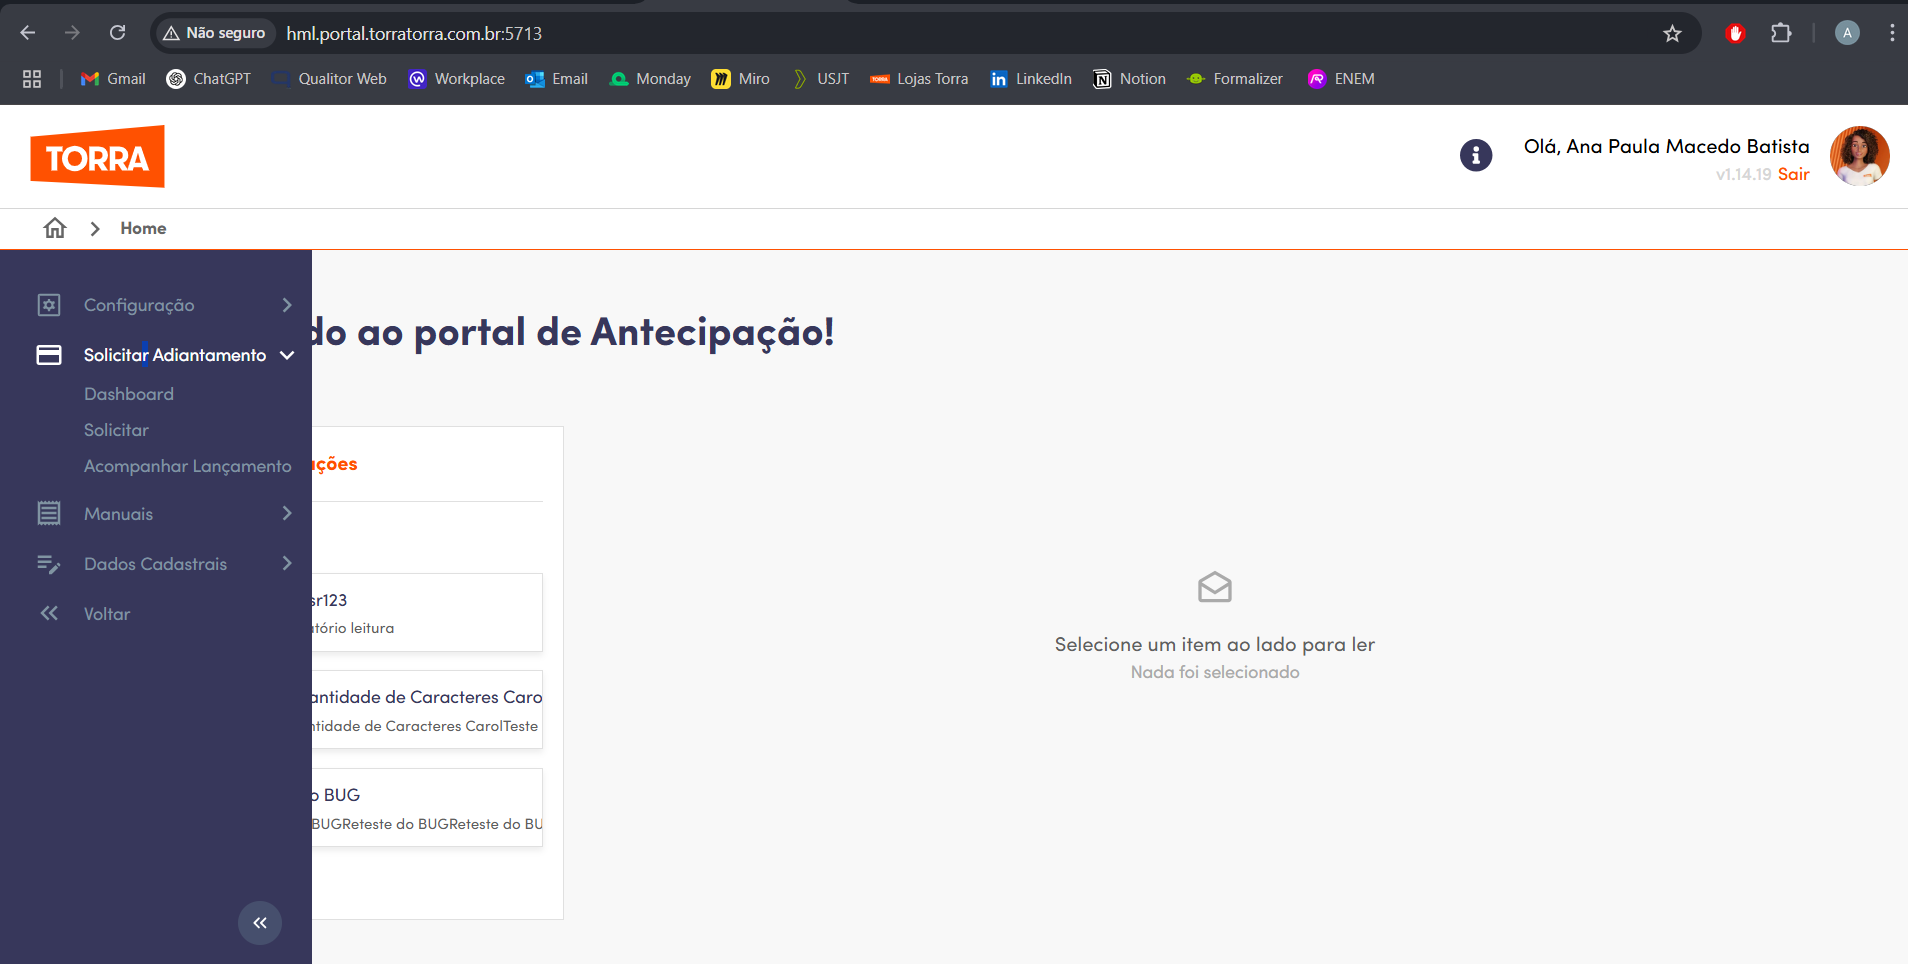 Não seguro hml.portal.torratorra.com.br:5713 A
Gmail ChatGPT Qualitor Web Workplace Email Monday Miro USJT Lojas Torra LinkedIn Notion Formalizer ENEM
TORRA
Olá, Ana Paula Macedo Batista
v1.14.19 Sair
Home
Configuração
Solicitar Adiantamento
Dashboard
Solicitar
Acompanhar Lançamento
Manuais
Dados Cadastrais
Voltar
do ao portal de Antecipação!
ações
sr123
atório leitura
antidade de Caracteres Caro
ntidade de Caracteres CarolTeste
o BUG
BUGReteste do BUGReteste do BU
Selecione um item ao lado para ler
Nada foi selecionado